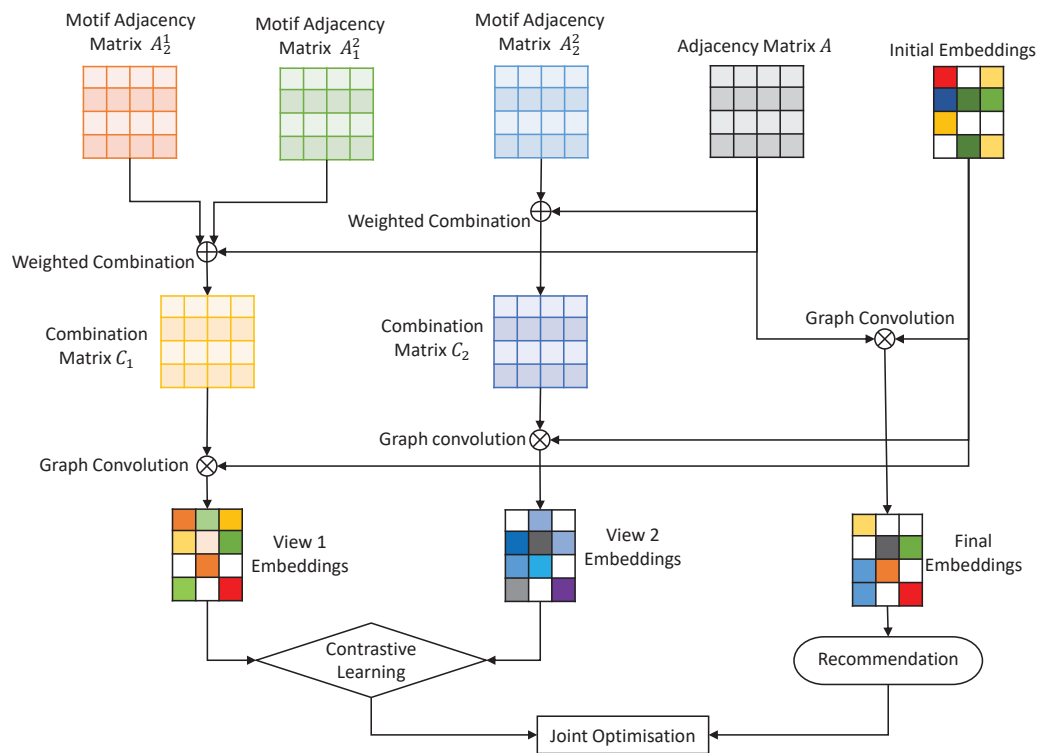 Motif Adjacency
Matrix $A_2^1$
Motif Adjacency
Matrix $A_1^2$
Motif Adjacency
Matrix $A_2^2$
Adjacency Matrix $A$
Initial Embeddings
Weighted Combination
Weighted Combination
Combination
Matrix $C_1$
Combination
Matrix $C_2$
Graph Convolution
Graph convolution
Graph Convolution
View 1
Embeddings
View 2
Embeddings
Final
Embeddings
Contrastive
Learning
Recommendation
Joint Optimisation